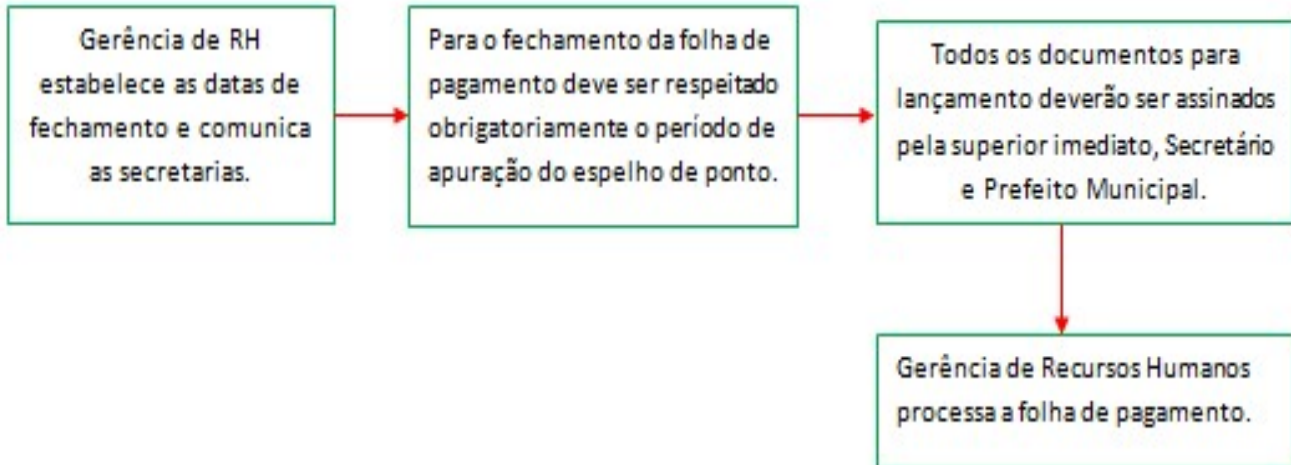 Gerência de RH
estabelece as datas de
fechamento e comunica
as secretarias.
Para o fechamento da folha de
pagamento deve ser respeitado
obrigatoriamente o período de
apuração do espelho de ponto.
Todos os documentos para
lançamento deverão ser assinados
pela superior imediato, Secretário
e Prefeito Municipal.
Gerência de Recursos Humanos
processa a folha de pagamento.